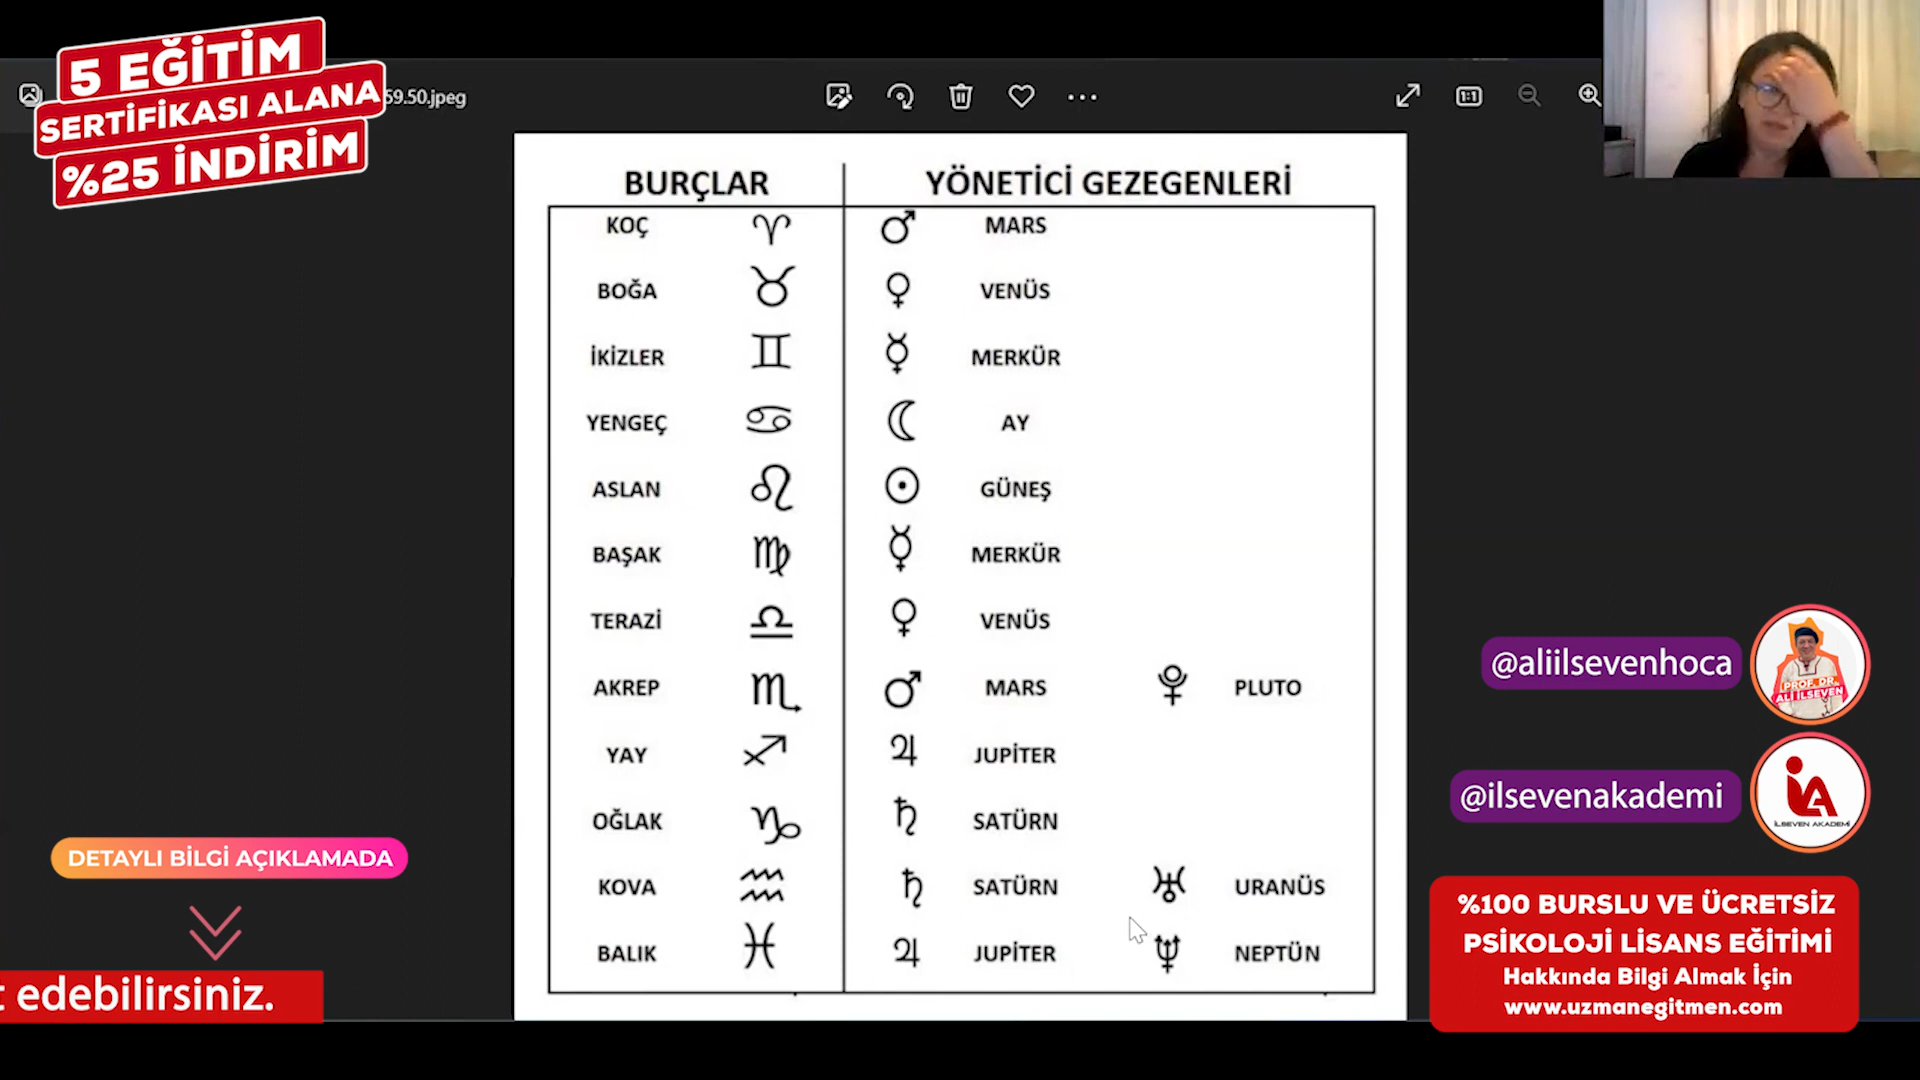 5 EĞİTİM
SERTİFİKASI ALANA
%25 İNDİRİM
59.50.jpeg
1:1
BURÇLAR YÖNETİCİ GEZEGENLERİ
KOÇ ♈ ♂ MARS
BOĞA ♉ ♀ VENÜS
İKİZLER ♊ ☿ MERKÜR
YENGEÇ ♋ ☾ AY
ASLAN ♌ ☉ GÜNEŞ
BAŞAK ♍ ☿ MERKÜR
TERAZİ ♎ ♀ VENÜS
AKREP ♏ ♂ MARS ♇ PLUTO
YAY ♐ ♃ JUPİTER
OĞLAK ♑ ♄ SATÜRN
KOVA ♒ ♄ SATÜRN ♅ URANÜS
BALIK ♓ ♃ JUPİTER ♆ NEPTÜN
@aliilsevenhoca
PROF. DR.
ALİ İLSEVEN
@ilsevenakademi
İLSEVEN AKADEMİ
DETAYLI BİLGİ AÇIKLAMADA
edebilirsiniz.
%100 BURSLU VE ÜCRETSİZ
PSİKOLOJİ LİSANS EĞİTİMİ
Hakkında Bilgi Almak İçin
www.uzmanegitmen.com